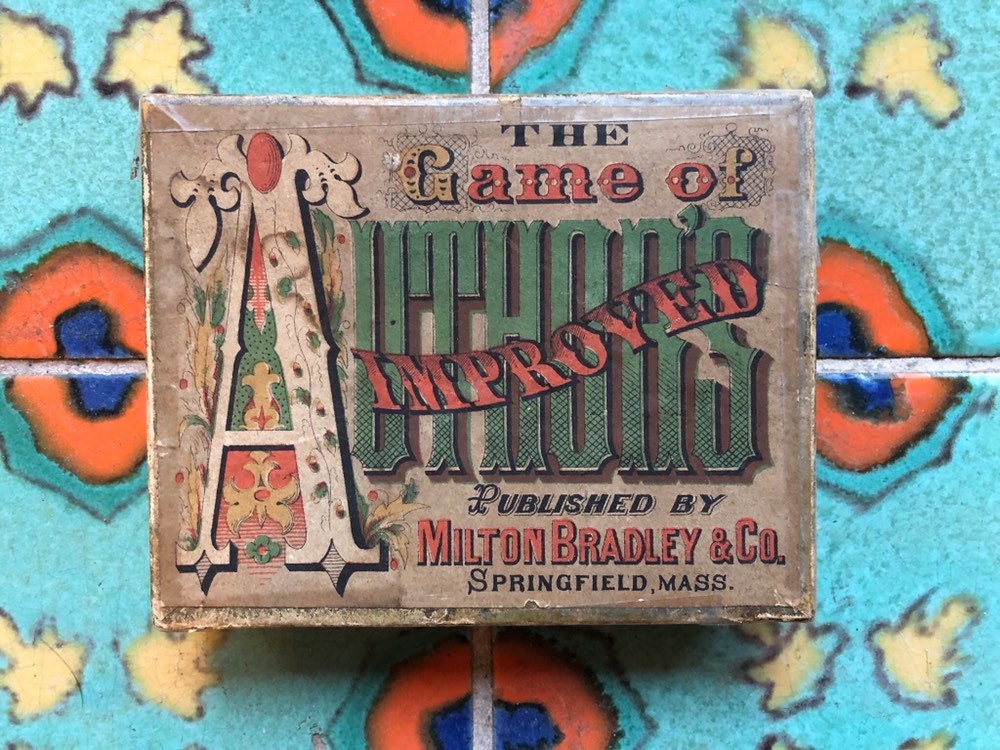 THE
Game of
AUTHOR'S
IMPROVED
PUBLISHED BY
MILTON BRADLEY & CO.
SPRINGFIELD, MASS.